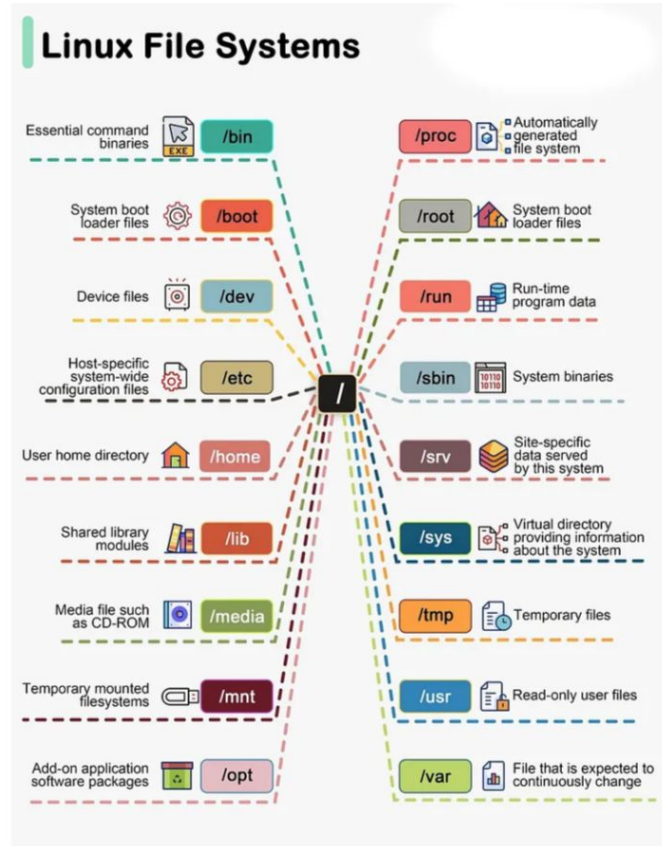 Linux File Systems
Essential command
binaries
EXE
/bin
System boot
loader files
/boot
Device files
/dev
Host-specific
system-wide
configuration files
/etc
User home directory
/home
Shared library
modules
/lib
Media file such
as CD-ROM
/media
Temporary mounted
filesystems
/mnt
Add-on application
software packages
/opt
/
/proc
Automatically
generated
file system
/root
System boot
loader files
/run
Run-time
program data
/sbin
10110
10110
System binaries
/srv
Site-specific
data served
by this system
/sys
Virtual directory
providing information
about the system
/tmp
Temporary files
/usr
Read-only user files
/var
File that is expected to
continuously change